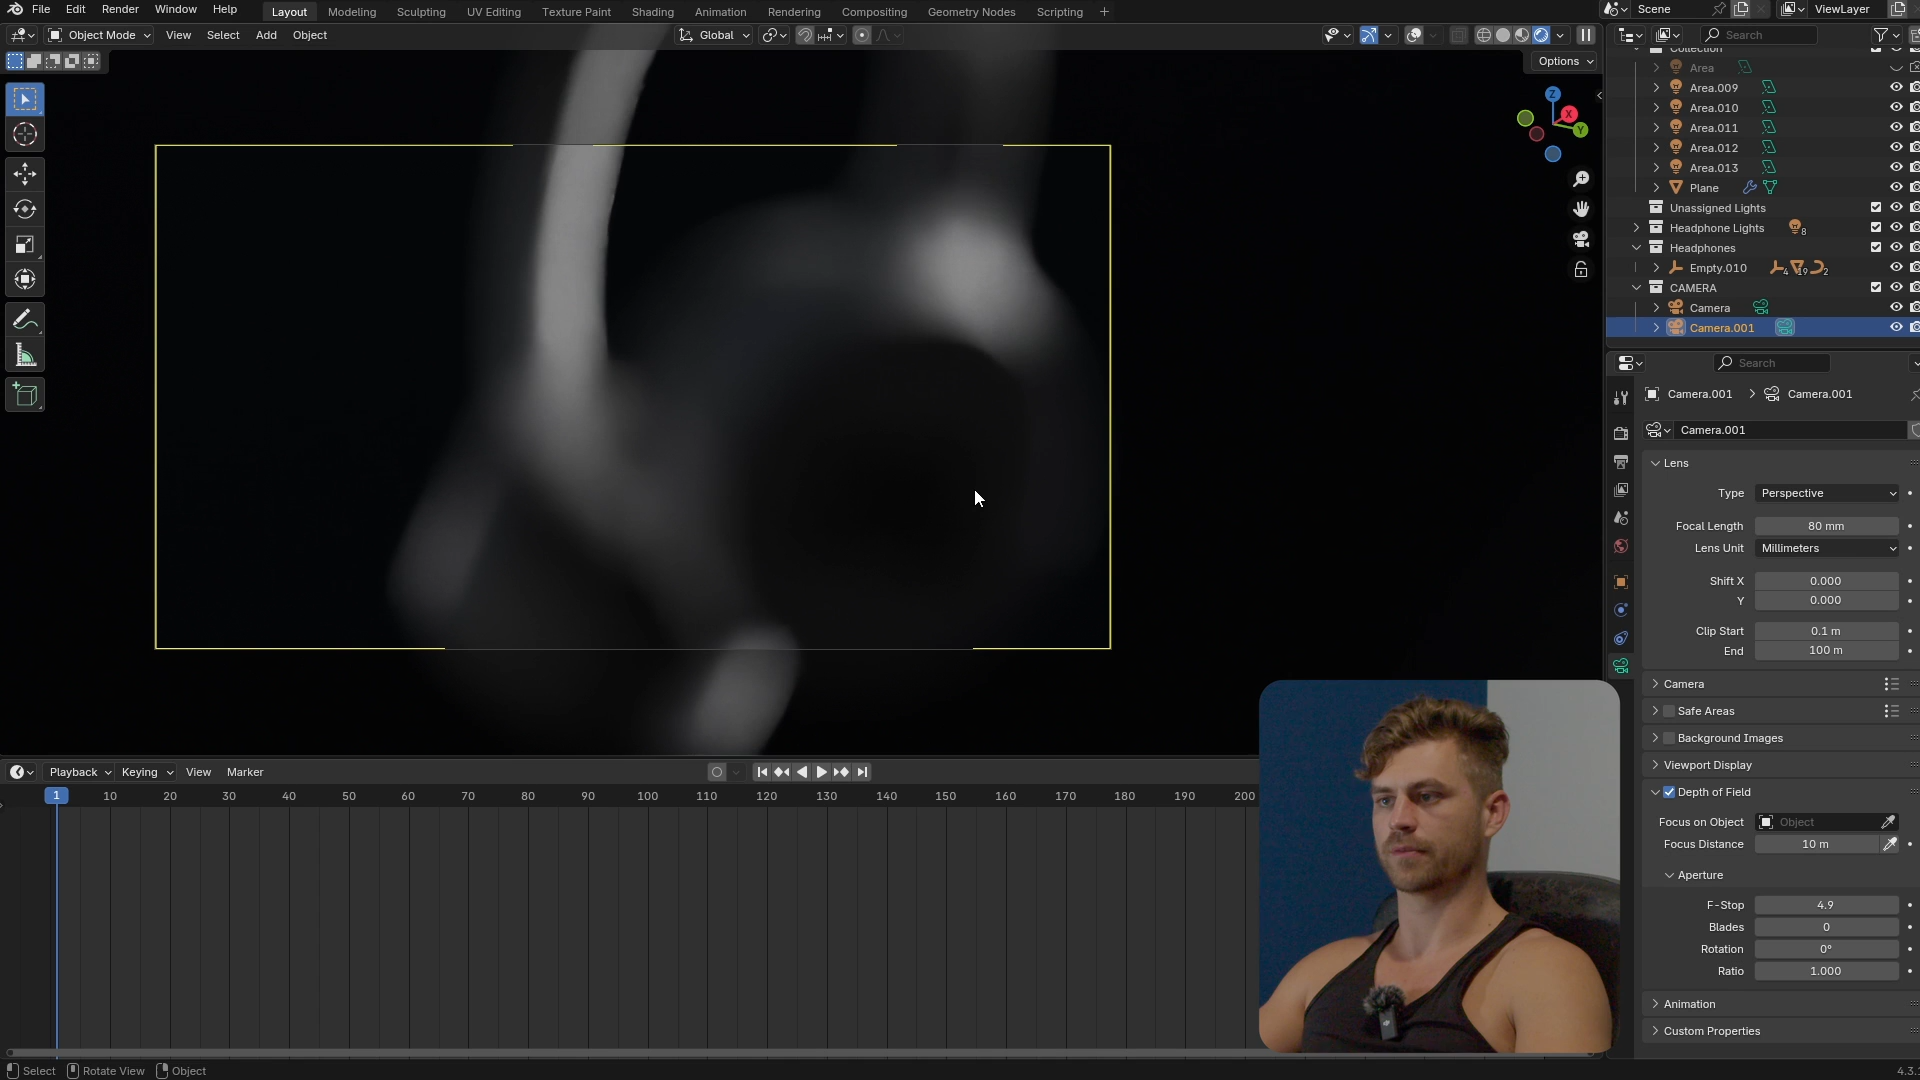 File Edit Render Window Help Layout Modeling Sculpting UV Editing Texture Paint Shading Animation Rendering Compositing Geometry Nodes Scripting + Scene ViewLayer
Object Mode View Select Add Object Global Search
Options
Collection
Area
Area.009
Area.010
Area.011
Area.012
Area.013
Plane
Unassigned Lights
Headphone Lights 8
Headphones
Empty.010 4 19 2
CAMERA
Camera
Camera.001
Z
X
Y
Search
Camera.001 > Camera.001
Camera.001
Lens
Type Perspective
Focal Length 80 mm
Lens Unit Millimeters
Shift X 0.000
Y 0.000
Clip Start 0.1 m
End 100 m
Camera
Safe Areas
Background Images
Viewport Display
Depth of Field
Focus on Object Object
Focus Distance 10 m
Aperture
F-Stop 4.9
Blades 0
Rotation 0°
Ratio 1.000
Animation
Custom Properties
Playback Keying View Marker
1 10 20 30 40 50 60 70 80 90 100 110 120 130 140 150 160 170 180 190 200
Select Rotate View Object